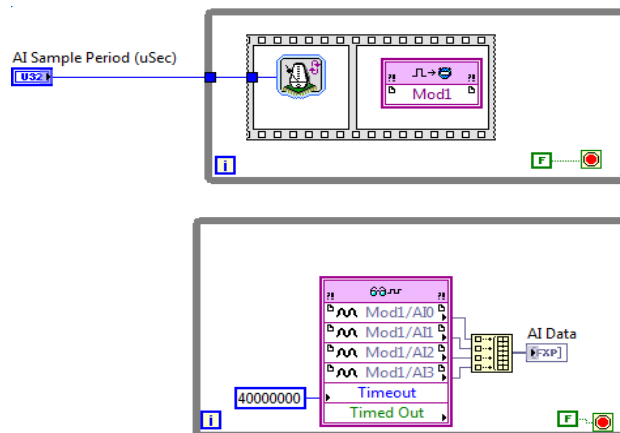 AI Sample Period (uSec)
U32
Mod1
i
F
Mod1/AI0
Mod1/AI1
Mod1/AI2
Mod1/AI3
AI Data
FXP
40000000
Timeout
Timed Out
i
F